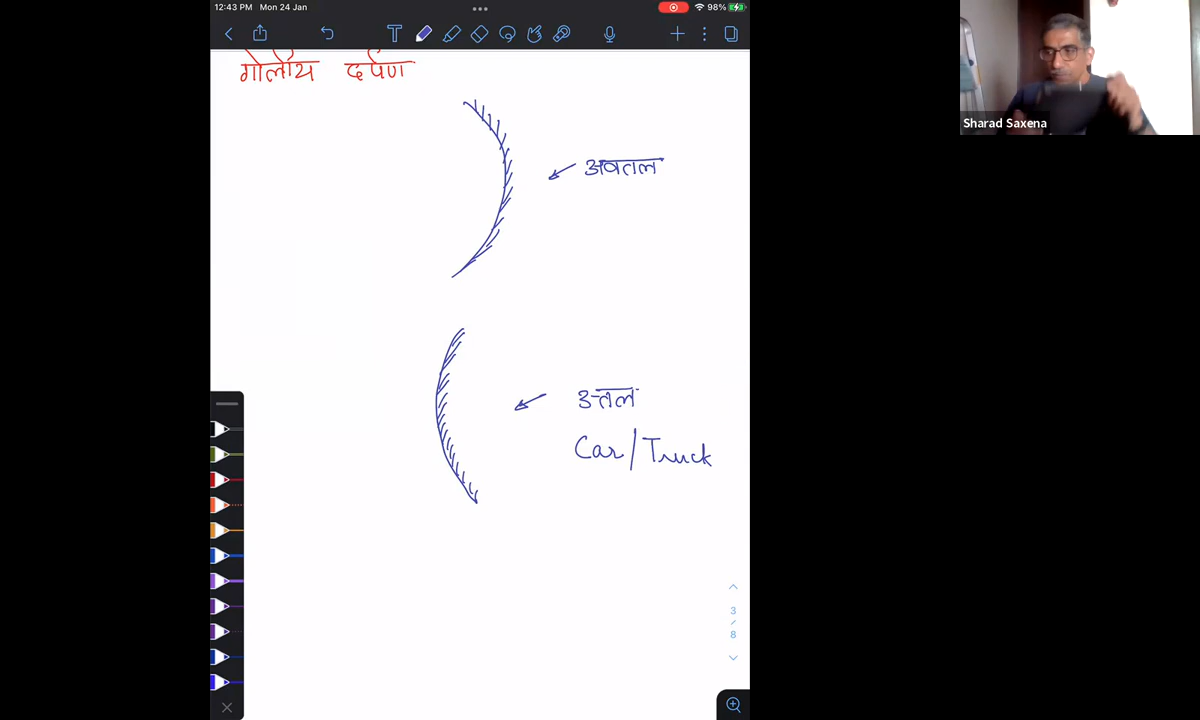 12:43 PM Mon 24 Jan
98%
Sharad Saxena
गोलीय दर्पण
अवतल
उत्तल
Car/Truck
3
8